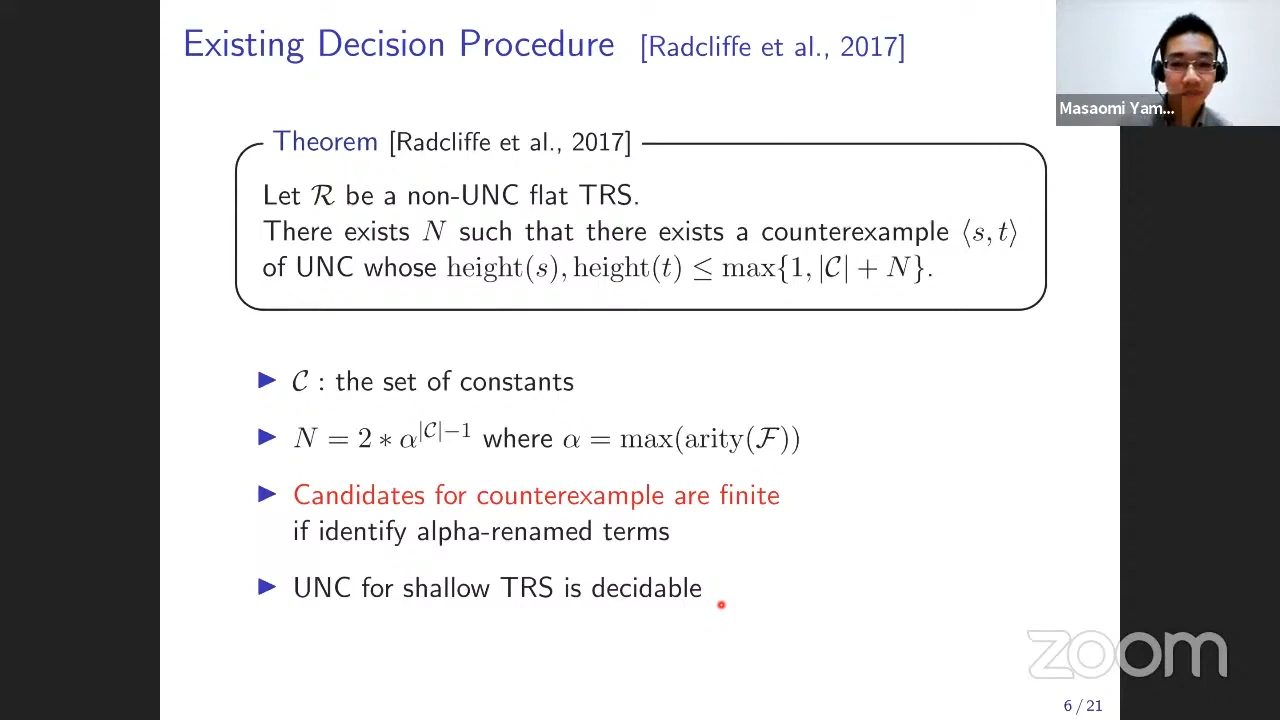 Existing Decision Procedure [Radcliffe et al., 2017]
Masaomi Yam...
Theorem [Radcliffe et al., 2017]
Let ℛ be a non-UNC flat TRS.
There exists N such that there exists a counterexample ⟨s, t⟩
of UNC whose height(s), height(t) ≤ max{1, |𝒞| + N}.
▶ 𝒞 : the set of constants
▶ N = 2 ∗ α^{|𝒞|−1} where α = max(arity(ℱ))
▶ Candidates for counterexample are finite
if identify alpha-renamed terms
▶ UNC for shallow TRS is decidable
zoom
6 / 21